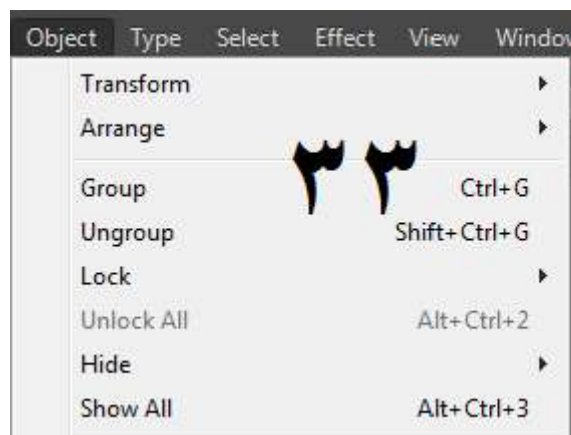 Object Type Select Effect View Window
Transform
Arrange
٣٣
Group Ctrl+G
Ungroup Shift+Ctrl+G
Lock
Unlock All Alt+Ctrl+2
Hide
Show All Alt+Ctrl+3